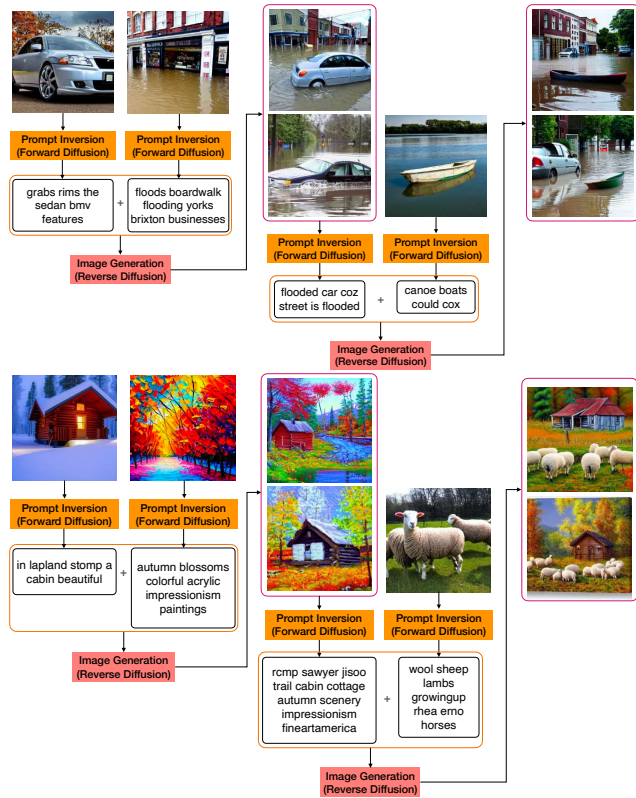 Prompt Inversion
(Forward Diffusion)
Prompt Inversion
(Forward Diffusion)
grabs rims the
sedan bmv
features
+
floods boardwalk
flooding yorks
brixton businesses
Image Generation
(Reverse Diffusion)
Prompt Inversion
(Forward Diffusion)
Prompt Inversion
(Forward Diffusion)
flooded car coz
street is flooded
+
canoe boats
could cox
Image Generation
(Reverse Diffusion)
Prompt Inversion
(Forward Diffusion)
Prompt Inversion
(Forward Diffusion)
in lapland stomp a
cabin beautiful
+
autumn blossoms
colorful acrylic
impressionism
paintings
Image Generation
(Reverse Diffusion)
Prompt Inversion
(Forward Diffusion)
Prompt Inversion
(Forward Diffusion)
rcmp sawyer jisoo
trail cabin cottage
autumn scenery
impressionism
fineartamerica
+
wool sheep
lambs
growingup
rhea erno
horses
Image Generation
(Reverse Diffusion)